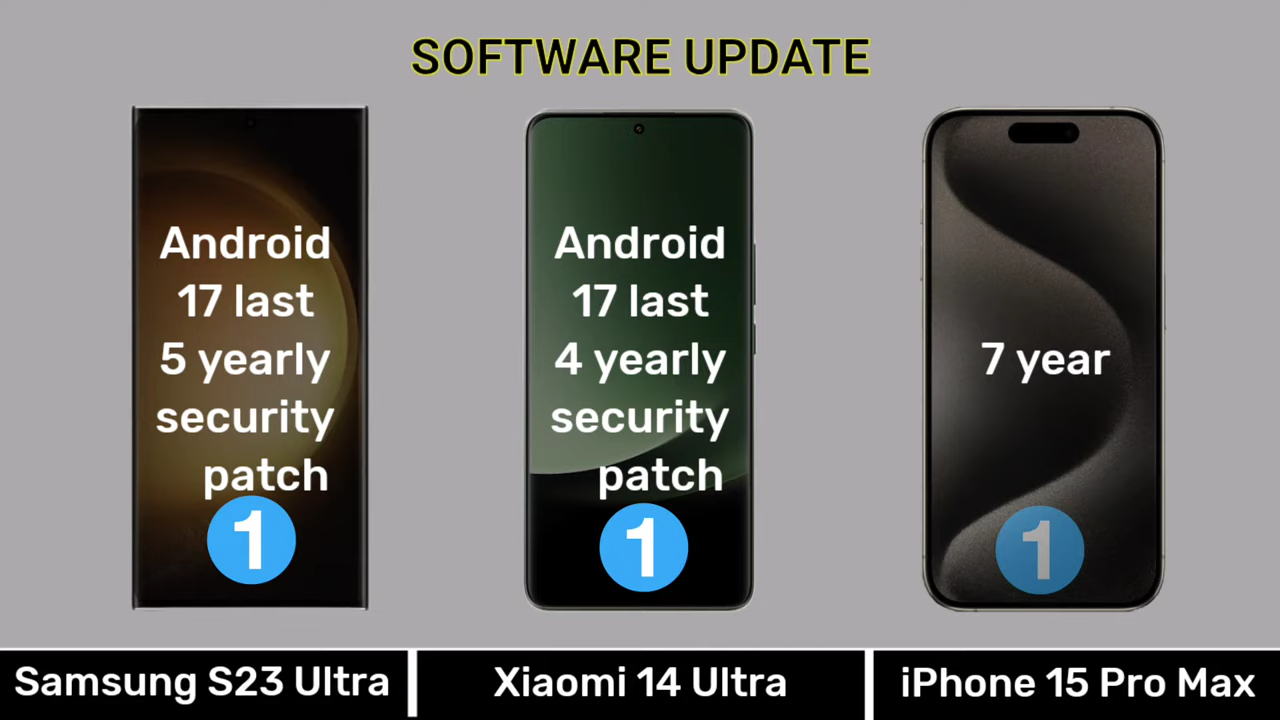 SOFTWARE UPDATE
Android
17 last
5 yearly
security
patch
1
Android
17 last
4 yearly
security
patch
1
7 year
1
Samsung S23 Ultra
Xiaomi 14 Ultra
iPhone 15 Pro Max